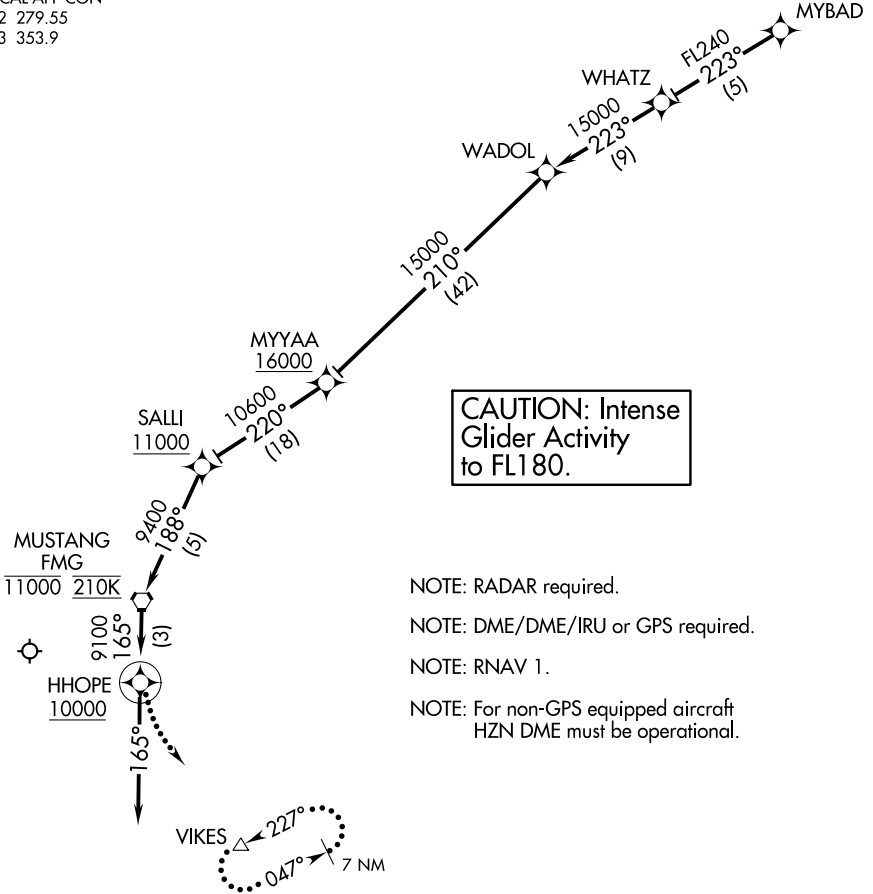 2 279.55
3 353.9
MYBAD
FL240
223°
(5)
WHATZ
15000
223°
(9)
WADOL
15000
210°
(42)
MYYAA
16000
10600
220°
(18)
SALLI
11000
9400
188°
(5)
MUSTANG
FMG
11000 210K
9100
165°
(3)
HHOPE
10000
165°
CAUTION: Intense
Glider Activity
to FL180.
NOTE: RADAR required.
NOTE: DME/DME/IRU or GPS required.
NOTE: RNAV 1.
NOTE: For non-GPS equipped aircraft
HZN DME must be operational.
VIKES
227°
047°
7 NM